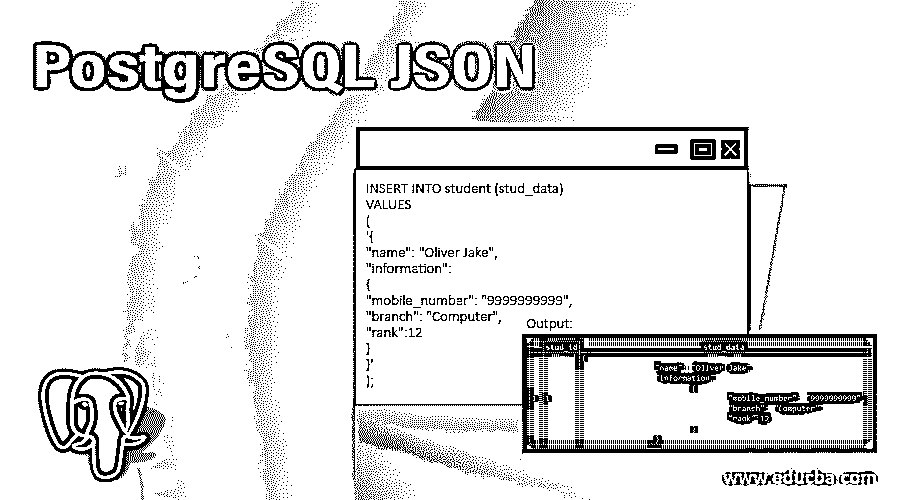 PostgreSQL JSON
INSERT INTO student (stud_data)
VALUES
(
'{
"name": "Oliver Jake",
"information":
{
"mobile_number": "9999999999",
"branch": "Computer",
"rank":12
}
}'
);
Output:
stud_id stud_data
"name": "Oliver Jake"
"information"
"mobile_number": "9999999999"
"branch": "Computer"
"rank":12
www.educba.com